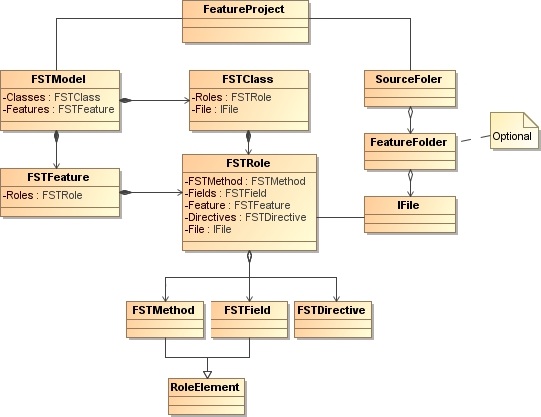 FeatureProject
FSTModel
-Classes : FSTClass
-Features : FSTFeature
FSTClass
-Roles : FSTRole
-File : IFile
SourceFoler
FeatureFolder
Optional
FSTFeature
-Roles : FSTRole
FSTRole
-FSTMethod : FSTMethod
-Fields : FSTField
-Feature : FSTFeature
-Directives : FSTDirective
-File : IFile
IFile
FSTMethod
FSTField
FSTDirective
RoleElement